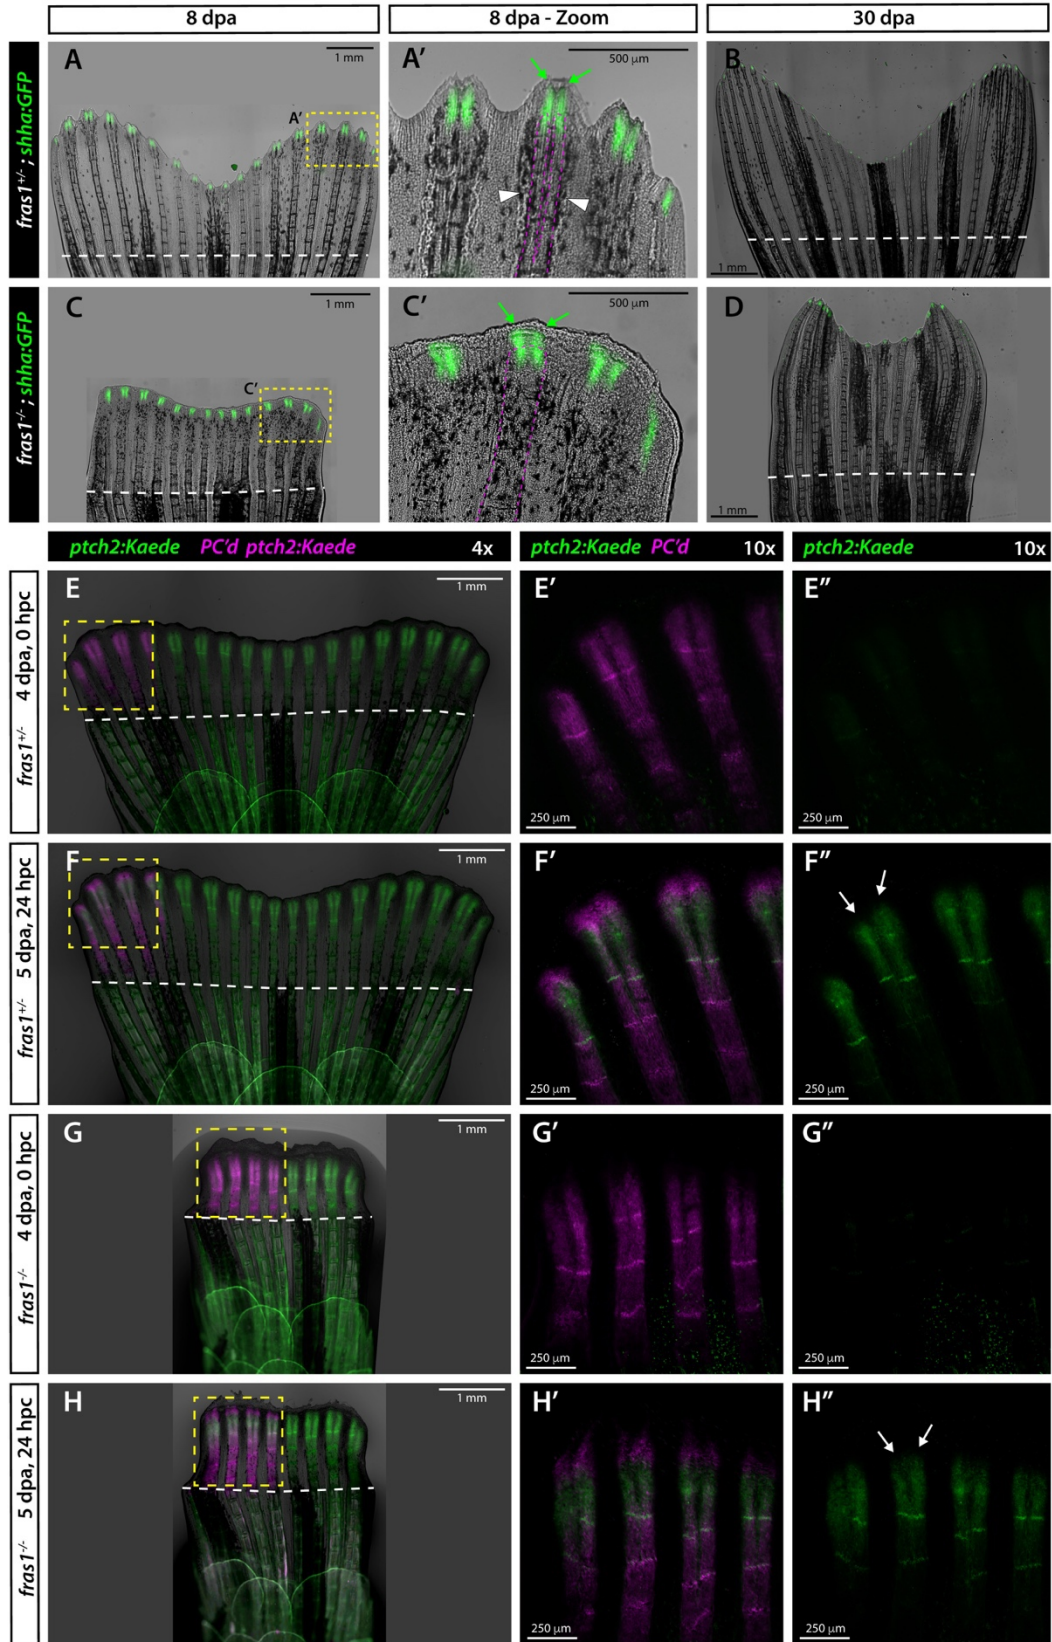 8 dpa
8 dpa - Zoom
30 dpa
fras1+/-; shha:GFP
A
1 mm
A'
A'
500 µm
B
1 mm
fras1-/-; shha:GFP
C
1 mm
C'
C'
500 µm
D
1 mm
ptch2:Kaede PC'd ptch2:Kaede 4x
ptch2:Kaede PC'd 10x
ptch2:Kaede 10x
fras1+/- 4 dpa, 0 hpc
E
1 mm
E'
250 µm
E''
250 µm
fras1+/- 5 dpa, 24 hpc
F
1 mm
F'
250 µm
F''
250 µm
fras1-/- 4 dpa, 0 hpc
G
1 mm
G'
250 µm
G''
250 µm
fras1-/- 5 dpa, 24 hpc
H
1 mm
H'
250 µm
H''
250 µm